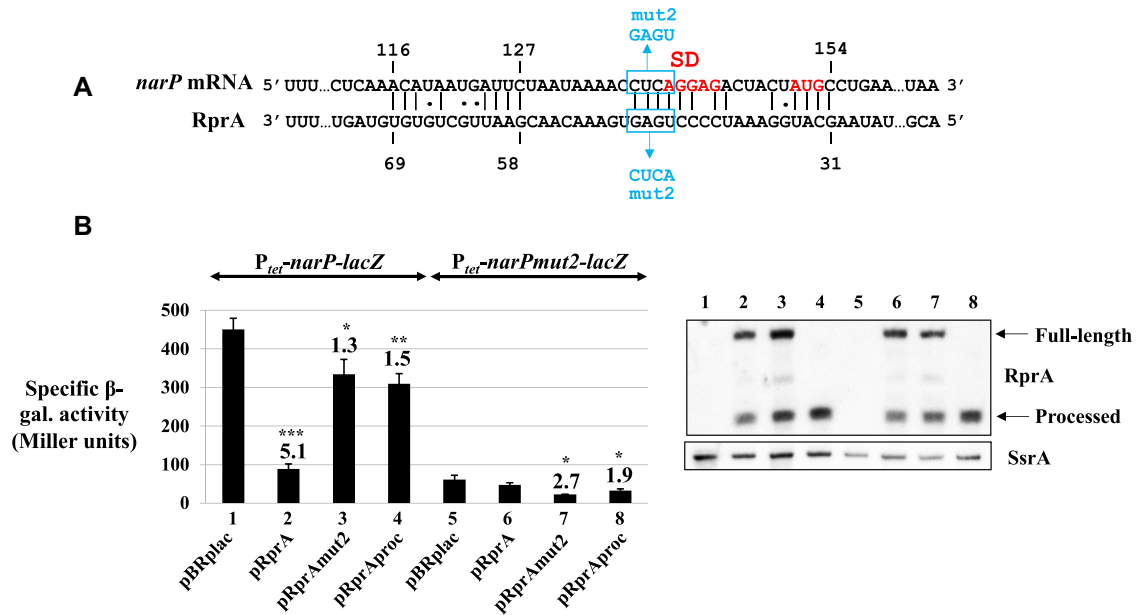 mut2
GAGU
116 127 SD 154
A narP mRNA 5′ UUU…CUCAAACAUAAUGAUUCUAAUAAAACCUCAGGAGACUACUAUGCCUGAA…UAA 3′
RprA 3′ UUU…UGAUGUGUGUCGUUAAGCAACAAAGUGAGUCCCCUAAAGGUACGAAUAU…GCA 5′
69 58 31
CUCA
mut2
B
Ptet-narP-lacZ Ptet-narPmut2-lacZ
Specific β-
gal. activity
(Miller units)
500
400
300
200
100
0
*** 5.1
* 1.3
** 1.5
* 2.7
* 1.9
1 2 3 4 5 6 7 8
pBRplac pRprA pRprAmut2 pRprAproc pBRplac pRprA pRprAmut2 pRprAproc
1 2 3 4 5 6 7 8
Full-length
RprA
Processed
SsrA